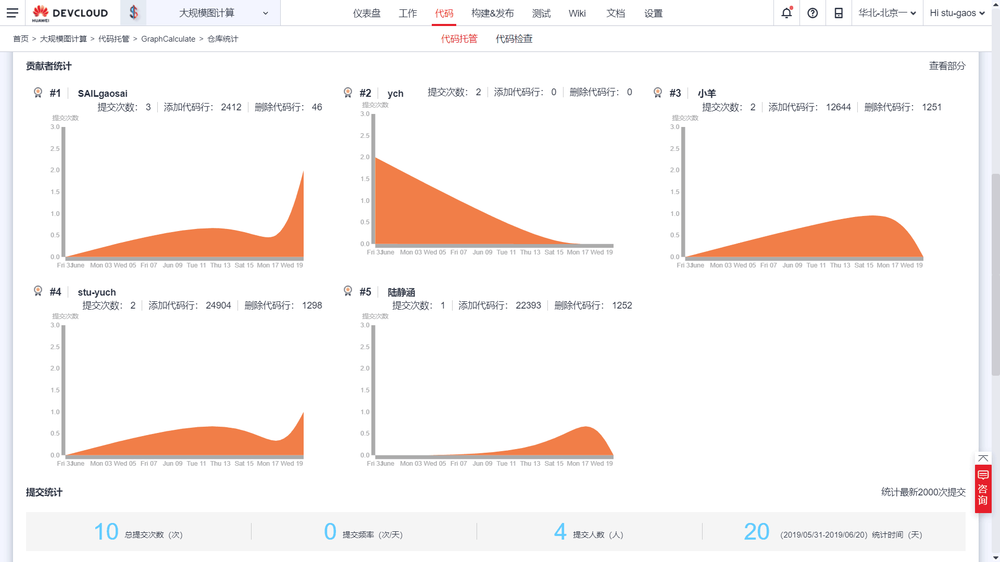 HUAWEI DEVCLOUD 大规模图计算 仪表盘 工作 代码 构建&发布 测试 Wiki 文档 设置 华北-北京一 Hi stu-gaos
首页 > 大规模图计算 > 代码托管 > GraphCalculate > 仓库统计 代码托管 代码检查
贡献者统计 查看部分
#1 SAILgaosai
提交次数： 3 添加代码行： 2412 删除代码行： 46
提交次数
3.0
2.5
2.0
1.5
1.0
0.5
0.0
Fri 31 June Mon 03 Wed 05 Fri 07 Jun 09 Tue 11 Thu 13 Sat 15 Mon 17 Wed 19
#2 ych 提交次数： 2 添加代码行： 0 删除代码行： 0
提交次数
3.0
2.5
2.0
1.5
1.0
0.5
0.0
Fri 31 June Mon 03 Wed 05 Fri 07 Jun 09 Tue 11 Thu 13 Sat 15 Mon 17 Wed 19
#3 小羊
提交次数： 2 添加代码行： 12644 删除代码行： 1251
提交次数
3.0
2.5
2.0
1.5
1.0
0.5
0.0
Fri 31 June Mon 03 Wed 05 Fri 07 Jun 09 Tue 11 Thu 13 Sat 15 Mon 17 Wed 19
#4 stu-yuch
提交次数： 2 添加代码行： 24904 删除代码行： 1298
提交次数
3.0
2.5
2.0
1.5
1.0
0.5
0.0
Fri 31 June Mon 03 Wed 05 Fri 07 Jun 09 Tue 11 Thu 13 Sat 15 Mon 17 Wed 19
#5 陆静涵
提交次数： 1 添加代码行： 22393 删除代码行： 1252
提交次数
3.0
2.5
2.0
1.5
1.0
0.5
0.0
Fri 31 June Mon 03 Wed 05 Fri 07 Jun 09 Tue 11 Thu 13 Sat 15 Mon 17 Wed 19
咨询
提交统计 统计最新2000次提交
10 总提交次数（次） 0 提交频率（次/天） 4 提交人数（人） 20 （2019/05/31-2019/06/20）统计时间（天）